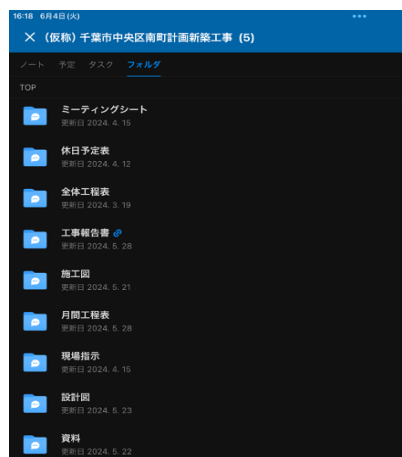 16:18 6月4日(火)
(仮称)千葉市中央区南町計画新築工事 (5)
ノート 予定 タスク フォルダ
TOP
ミーティングシート
更新日 2024. 4. 15
休日予定表
更新日 2024. 4. 12
全体工程表
更新日 2024. 3. 19
工事報告書
更新日 2024. 5. 28
施工図
更新日 2024. 5. 21
月間工程表
更新日 2024. 5. 28
現場指示
更新日 2024. 4. 15
設計図
更新日 2024. 5. 23
資料
更新日 2024. 5. 22